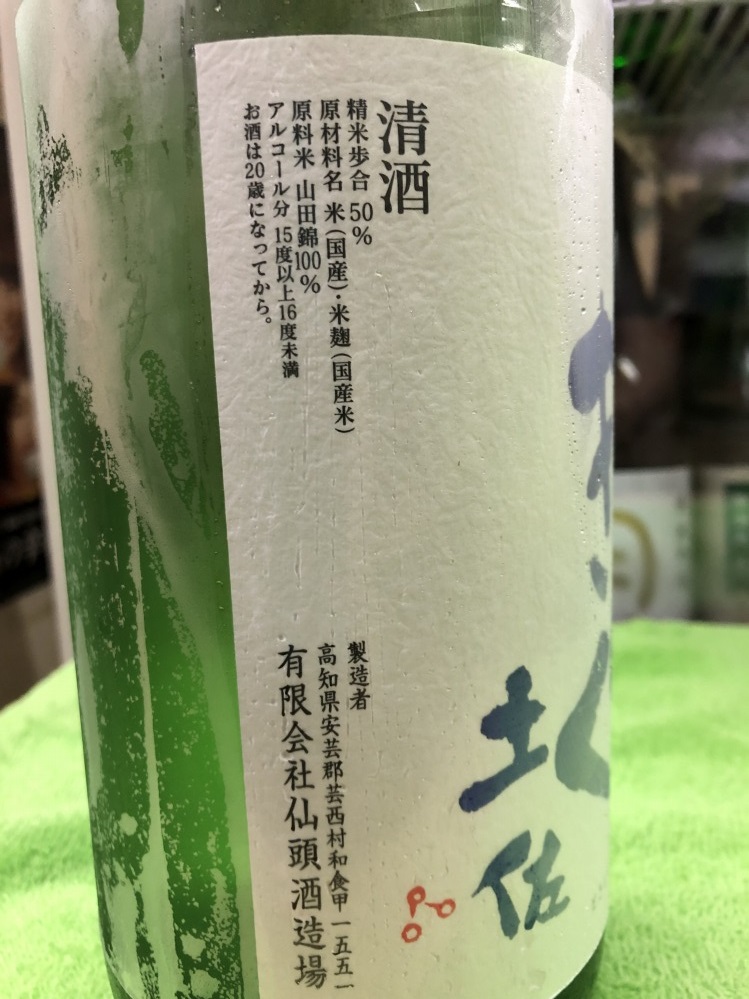 清酒
精米歩合 50%
原材料名 米(国産)・米麹(国産米)
原料米 山田錦100%
アルコール分 15度以上16度未満
お酒は20歳になってから。
製造者
高知県安芸郡芸西村和食甲一五五一
有限会社仙頭酒造場
土佐